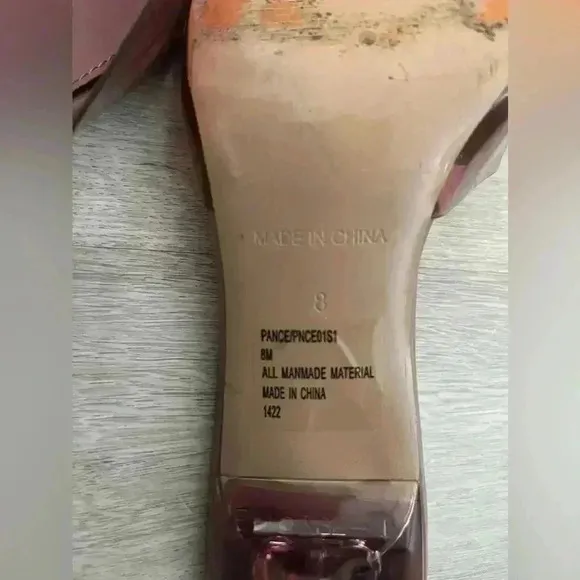 MADE IN CHINA
8
PANCE/PNCE01S1
8M
ALL MANMADE MATERIAL
MADE IN CHINA
1422